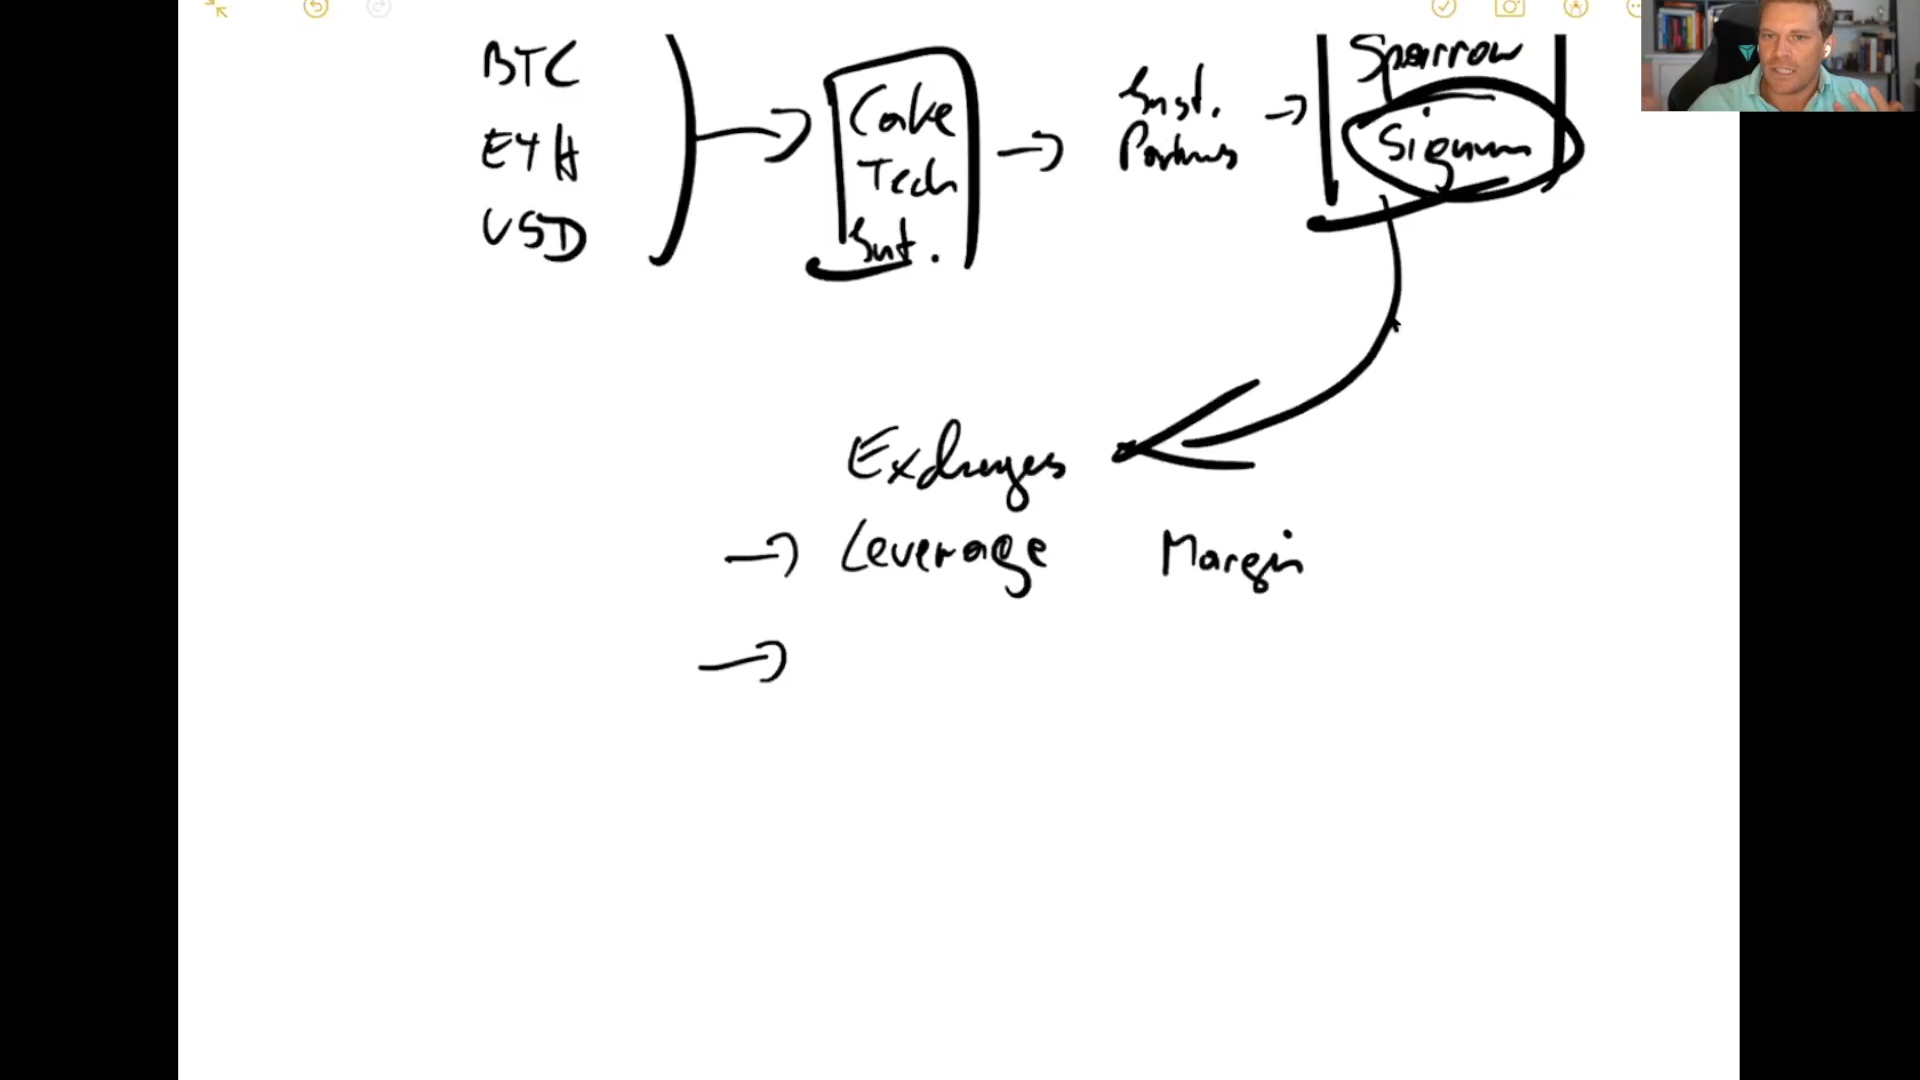 BTC
ETH
USD
Cake
Tech
Int.
Inst.
Partners
Sparrow
Signum
Exchanges
Leverage Margin